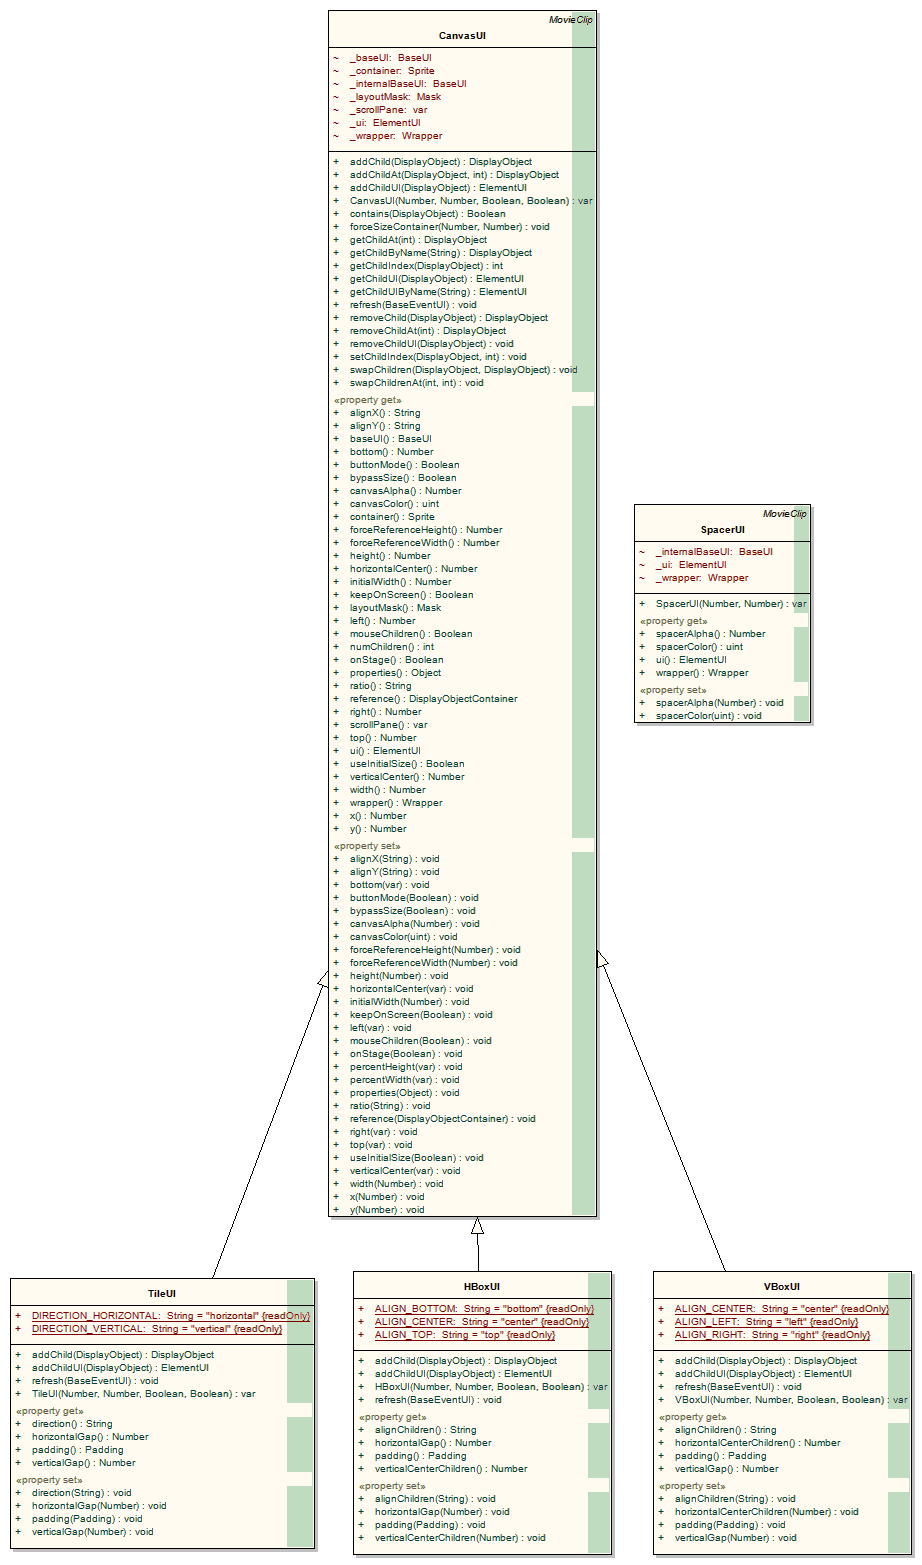 MovieClip
CanvasUI
~ _baseUI: BaseUI
~ _container: Sprite
~ _internalBaseUI: BaseUI
~ _layoutMask: Mask
~ _scrollPane: var
~ _ui: ElementUI
~ _wrapper: Wrapper
+ addChild(DisplayObject) : DisplayObject
+ addChildAt(DisplayObject, int) : DisplayObject
+ addChildUI(DisplayObject) : ElementUI
+ CanvasUI(Number, Number, Boolean, Boolean) : var
+ contains(DisplayObject) : Boolean
+ forceSizeContainer(Number, Number) : void
+ getChildAt(int) : DisplayObject
+ getChildByName(String) : DisplayObject
+ getChildIndex(DisplayObject) : int
+ getChildUI(DisplayObject) : ElementUI
+ getChildUIByName(String) : ElementUI
+ refresh(BaseEventUI) : void
+ removeChild(DisplayObject) : DisplayObject
+ removeChildAt(int) : DisplayObject
+ removeChildUI(DisplayObject) : void
+ setChildIndex(DisplayObject, int) : void
+ swapChildren(DisplayObject, DisplayObject) : void
+ swapChildrenAt(int, int) : void
«property get»
+ alignX() : String
+ alignY() : String
+ baseUI() : BaseUI
+ bottom() : Number
+ buttonMode() : Boolean
+ bypassSize() : Boolean
+ canvasAlpha() : Number
+ canvasColor() : uint
+ container() : Sprite
+ forceReferenceHeight() : Number
+ forceReferenceWidth() : Number
+ height() : Number
+ horizontalCenter() : Number
+ initialWidth() : Number
+ keepOnScreen() : Boolean
+ layoutMask() : Mask
+ left() : Number
+ mouseChildren() : Boolean
+ numChildren() : int
+ onStage() : Boolean
+ properties() : Object
+ ratio() : String
+ reference() : DisplayObjectContainer
+ right() : Number
+ scrollPane() : var
+ top() : Number
+ ui() : ElementUI
+ useInitialSize() : Boolean
+ verticalCenter() : Number
+ width() : Number
+ wrapper() : Wrapper
+ x() : Number
+ y() : Number
«property set»
+ alignX(String) : void
+ alignY(String) : void
+ bottom(var) : void
+ buttonMode(Boolean) : void
+ bypassSize(Boolean) : void
+ canvasAlpha(Number) : void
+ canvasColor(uint) : void
+ forceReferenceHeight(Number) : void
+ forceReferenceWidth(Number) : void
+ height(Number) : void
+ horizontalCenter(var) : void
+ initialWidth(Number) : void
+ keepOnScreen(Boolean) : void
+ left(var) : void
+ mouseChildren(Boolean) : void
+ onStage(Boolean) : void
+ percentHeight(var) : void
+ percentWidth(var) : void
+ properties(Object) : void
+ ratio(String) : void
+ reference(DisplayObjectContainer) : void
+ right(var) : void
+ top(var) : void
+ useInitialSize(Boolean) : void
+ verticalCenter(var) : void
+ width(Number) : void
+ x(Number) : void
+ y(Number) : void
MovieClip
SpacerUI
~ _internalBaseUI: BaseUI
~ _ui: ElementUI
~ _wrapper: Wrapper
+ SpacerUI(Number, Number) : var
«property get»
+ spacerAlpha() : Number
+ spacerColor() : uint
+ ui() : ElementUI
+ wrapper() : Wrapper
«property set»
+ spacerAlpha(Number) : void
+ spacerColor(uint) : void
TileUI
+ DIRECTION_HORIZONTAL: String = "horizontal" {readOnly}
+ DIRECTION_VERTICAL: String = "vertical" {readOnly}
+ addChild(DisplayObject) : DisplayObject
+ addChildUI(DisplayObject) : ElementUI
+ refresh(BaseEventUI) : void
+ TileUI(Number, Number, Boolean, Boolean) : var
«property get»
+ direction() : String
+ horizontalGap() : Number
+ padding() : Padding
+ verticalGap() : Number
«property set»
+ direction(String) : void
+ horizontalGap(Number) : void
+ padding(Padding) : void
+ verticalGap(Number) : void
HBoxUI
+ ALIGN_BOTTOM: String = "bottom" {readOnly}
+ ALIGN_CENTER: String = "center" {readOnly}
+ ALIGN_TOP: String = "top" {readOnly}
+ addChild(DisplayObject) : DisplayObject
+ addChildUI(DisplayObject) : ElementUI
+ HBoxUI(Number, Number, Boolean, Boolean) : var
+ refresh(BaseEventUI) : void
«property get»
+ alignChildren() : String
+ horizontalGap() : Number
+ padding() : Padding
+ verticalCenterChildren() : Number
«property set»
+ alignChildren(String) : void
+ horizontalGap(Number) : void
+ padding(Padding) : void
+ verticalCenterChildren(Number) : void
VBoxUI
+ ALIGN_CENTER: String = "center" {readOnly}
+ ALIGN_LEFT: String = "left" {readOnly}
+ ALIGN_RIGHT: String = "right" {readOnly}
+ addChild(DisplayObject) : DisplayObject
+ addChildUI(DisplayObject) : ElementUI
+ refresh(BaseEventUI) : void
+ VBoxUI(Number, Number, Boolean, Boolean) : var
«property get»
+ alignChildren() : String
+ horizontalCenterChildren() : Number
+ padding() : Padding
+ verticalGap() : Number
«property set»
+ alignChildren(String) : void
+ horizontalCenterChildren(Number) : void
+ padding(Padding) : void
+ verticalGap(Number) : void